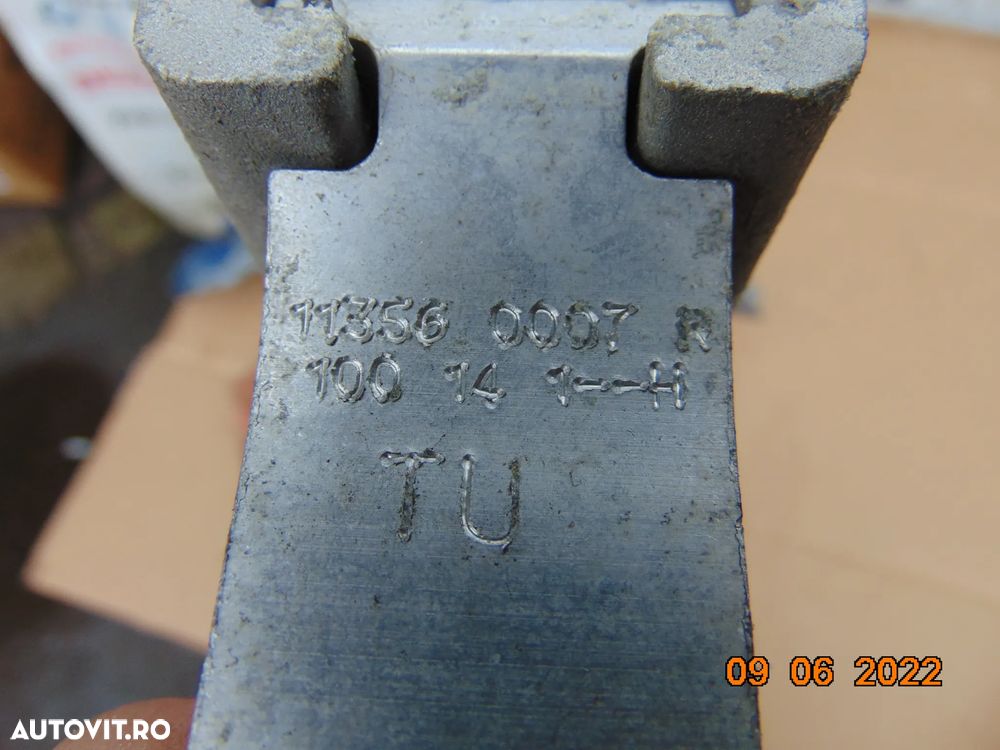 11356 0007 R
100 14 1--H
TU
09 06 2022
AUTOVIT.RO